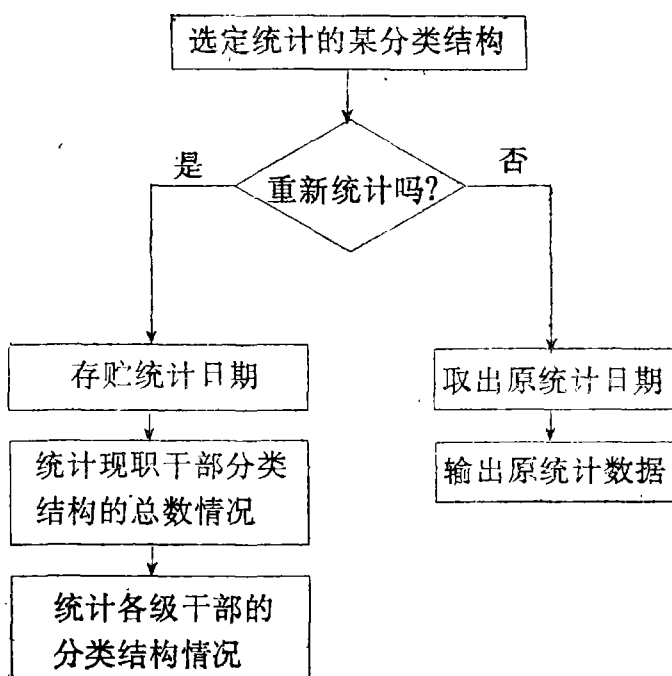 选定统计的某分类结构
重新统计吗?
是
否
存贮统计日期
取出原统计日期
统计现职干部分类
结构的总数情况
输出原统计数据
统计各级干部的
分类结构情况